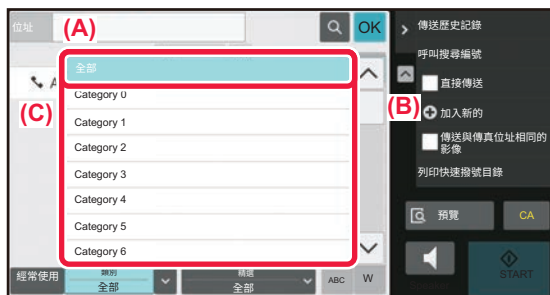 位址
(A)
OK
全部
A
(C)
Category 0
Category 1
Category 2
Category 3
Category 4
Category 5
Category 6
經常使用
類別
全部
精選
全部
ABC
W
傳送歷史記錄
呼叫搜尋編號
直接傳送
(B)
加入新的
傳送與傳真位址相同的
影像
列印快速撥號目錄
預覽
CA
Speaker
START